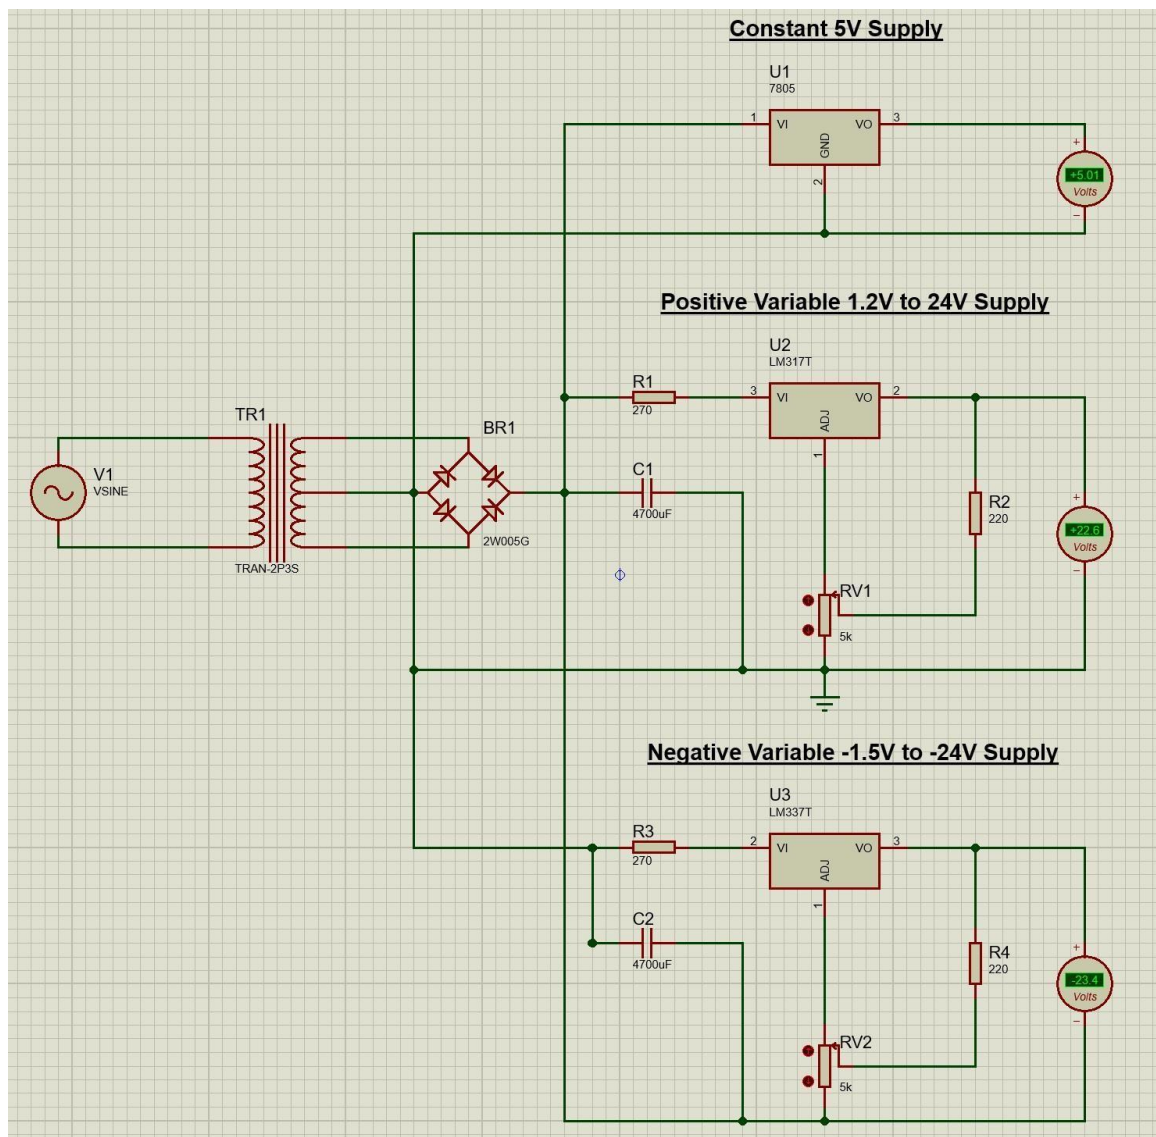 Constant 5V Supply
U1
7805
1
VI
VO
3
GND
2
+
+5.01
Volts
−
Positive Variable 1.2V to 24V Supply
U2
LM317T
R1
270
3
VI
VO
2
ADJ
1
TR1
BR1
V1
VSINE
C1
4700uF
R2
220
+
+22.6
Volts
−
2W005G
TRAN-2P3S
RV1
5k
Negative Variable -1.5V to -24V Supply
U3
LM337T
R3
270
2
VI
VO
3
ADJ
1
C2
4700uF
R4
220
+
-23.4
Volts
−
RV2
5k